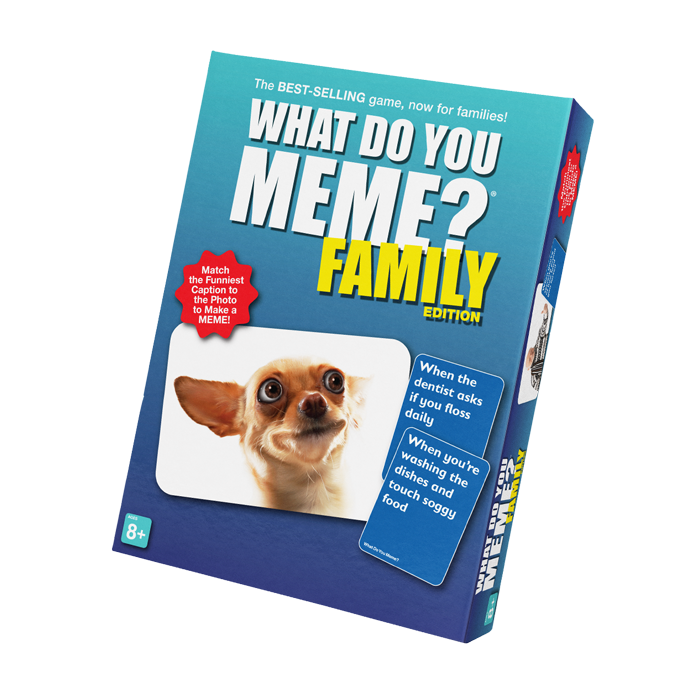 The BEST-SELLING game, now for families!
WHAT DO YOU
MEME?®
FAMILY
EDITION
Match
the Funniest
Caption to
the Photo
to Make a
MEME!
When the
dentist asks
if you floss
daily
When you're
washing the
dishes and
touch soggy
food
What Do You Meme?
AGES
8+
WHAT DO YOU
MEME?
FAMILY
8+